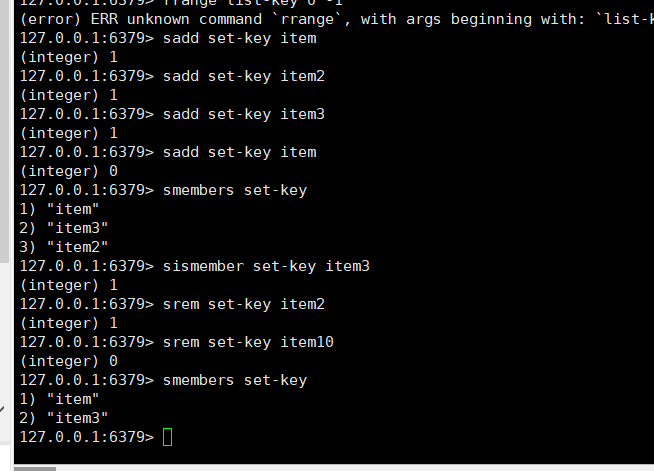 127.0.0.1:6379> rrange list-key 0 -1
(error) ERR unknown command `rrange`, with args beginning with: `list-k
127.0.0.1:6379> sadd set-key item
(integer) 1
127.0.0.1:6379> sadd set-key item2
(integer) 1
127.0.0.1:6379> sadd set-key item3
(integer) 1
127.0.0.1:6379> sadd set-key item
(integer) 0
127.0.0.1:6379> smembers set-key
1) "item"
2) "item3"
3) "item2"
127.0.0.1:6379> sismember set-key item3
(integer) 1
127.0.0.1:6379> srem set-key item2
(integer) 1
127.0.0.1:6379> srem set-key item10
(integer) 0
127.0.0.1:6379> smembers set-key
1) "item"
2) "item3"
127.0.0.1:6379>